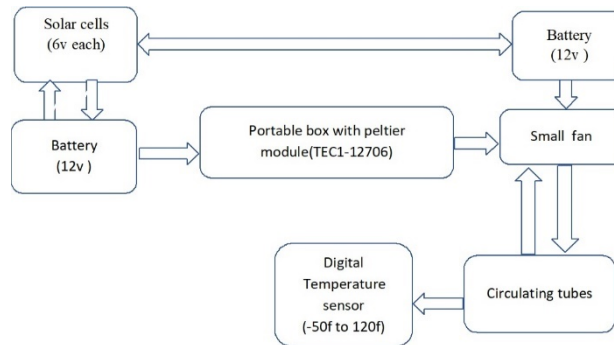 Solar cells
(6v each)
Battery
(12v )
Battery
(12v )
Portable box with peltier
module(TEC1-12706)
Small fan
Digital
Temperature
sensor
(-50f to 120f)
Circulating tubes